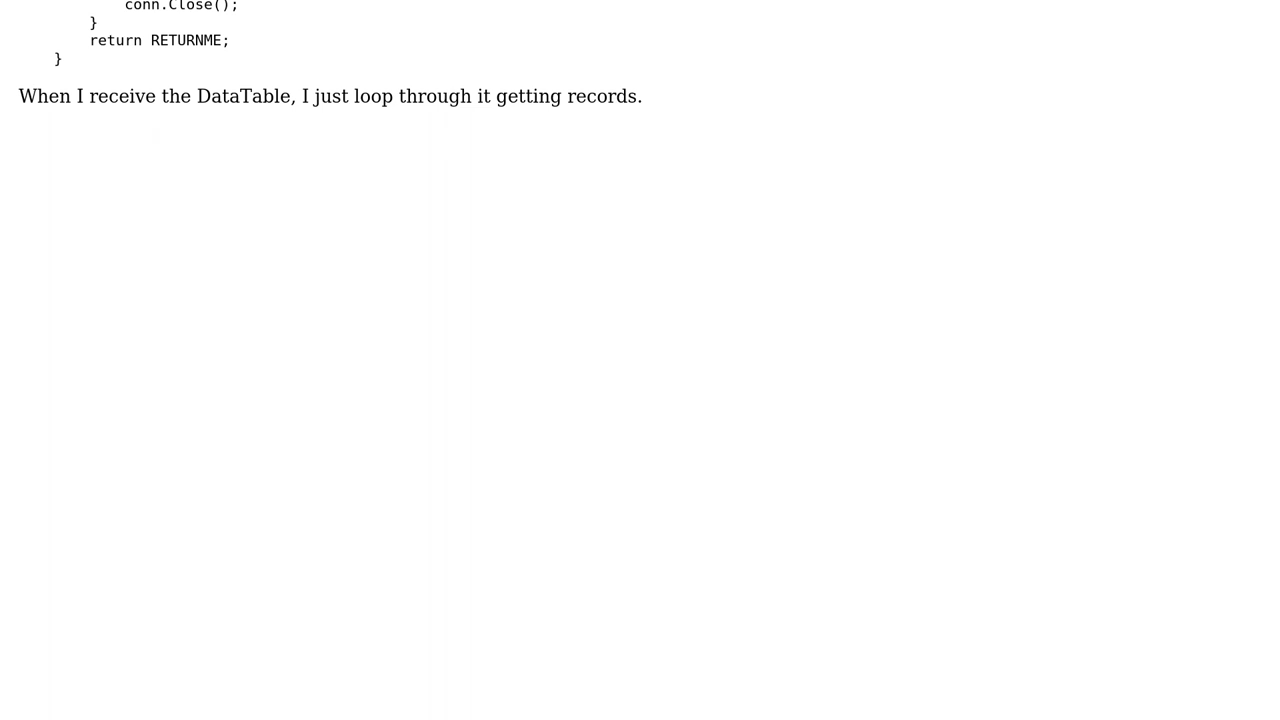 conn.Close();
}
return RETURNME;
}
When I receive the DataTable, I just loop through it getting records.